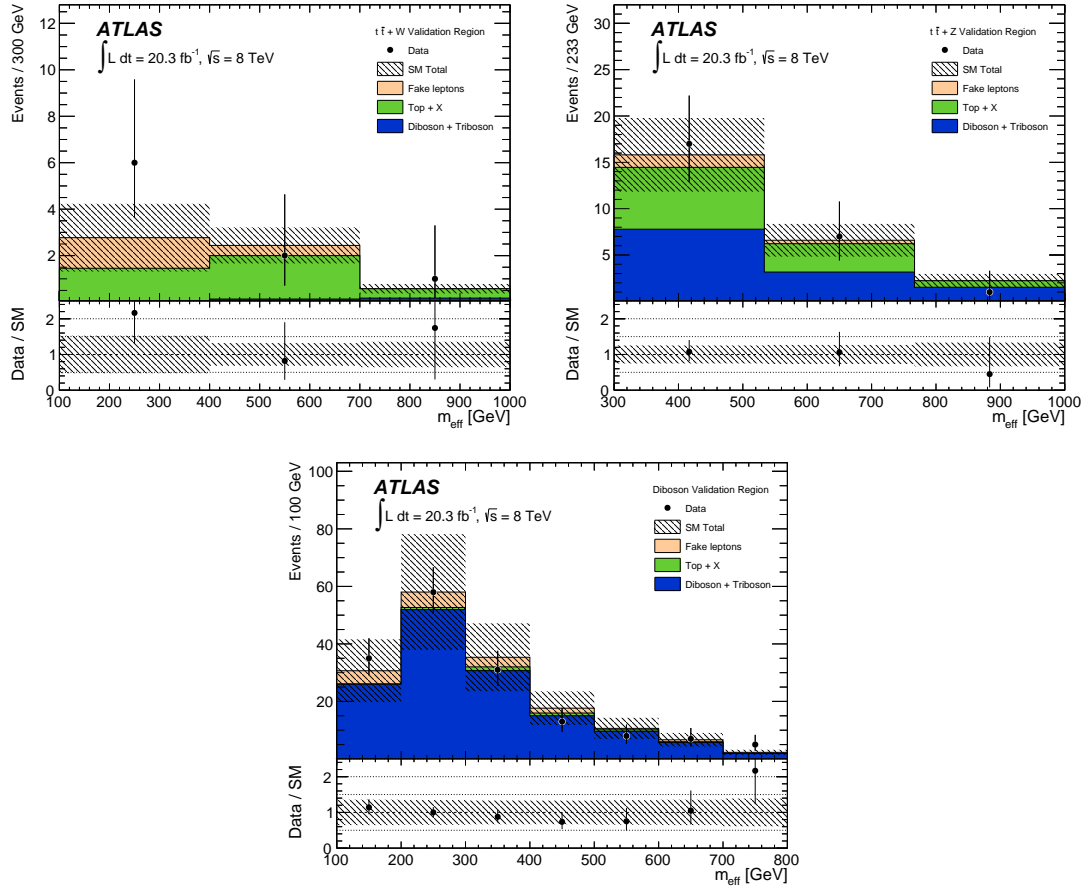 ATLAS
∫L dt = 20.3 fb⁻¹, √s = 8 TeV
t t̄ + W Validation Region
Data
SM Total
Fake leptons
Top + X
Diboson + Triboson
Events / 300 GeV
12
10
8
6
4
2
Data / SM
2
1
0
100 200 300 400 500 600 700 800 900 1000
m_eff [GeV]
ATLAS
∫L dt = 20.3 fb⁻¹, √s = 8 TeV
t t̄ + Z Validation Region
Data
SM Total
Fake leptons
Top + X
Diboson + Triboson
Events / 233 GeV
30
25
20
15
10
5
Data / SM
2
1
0
300 400 500 600 700 800 900 1000
m_eff [GeV]
ATLAS
∫L dt = 20.3 fb⁻¹, √s = 8 TeV
Diboson Validation Region
Data
SM Total
Fake leptons
Top + X
Diboson + Triboson
Events / 100 GeV
100
80
60
40
20
Data / SM
2
1
0
100 200 300 400 500 600 700 800
m_eff [GeV]